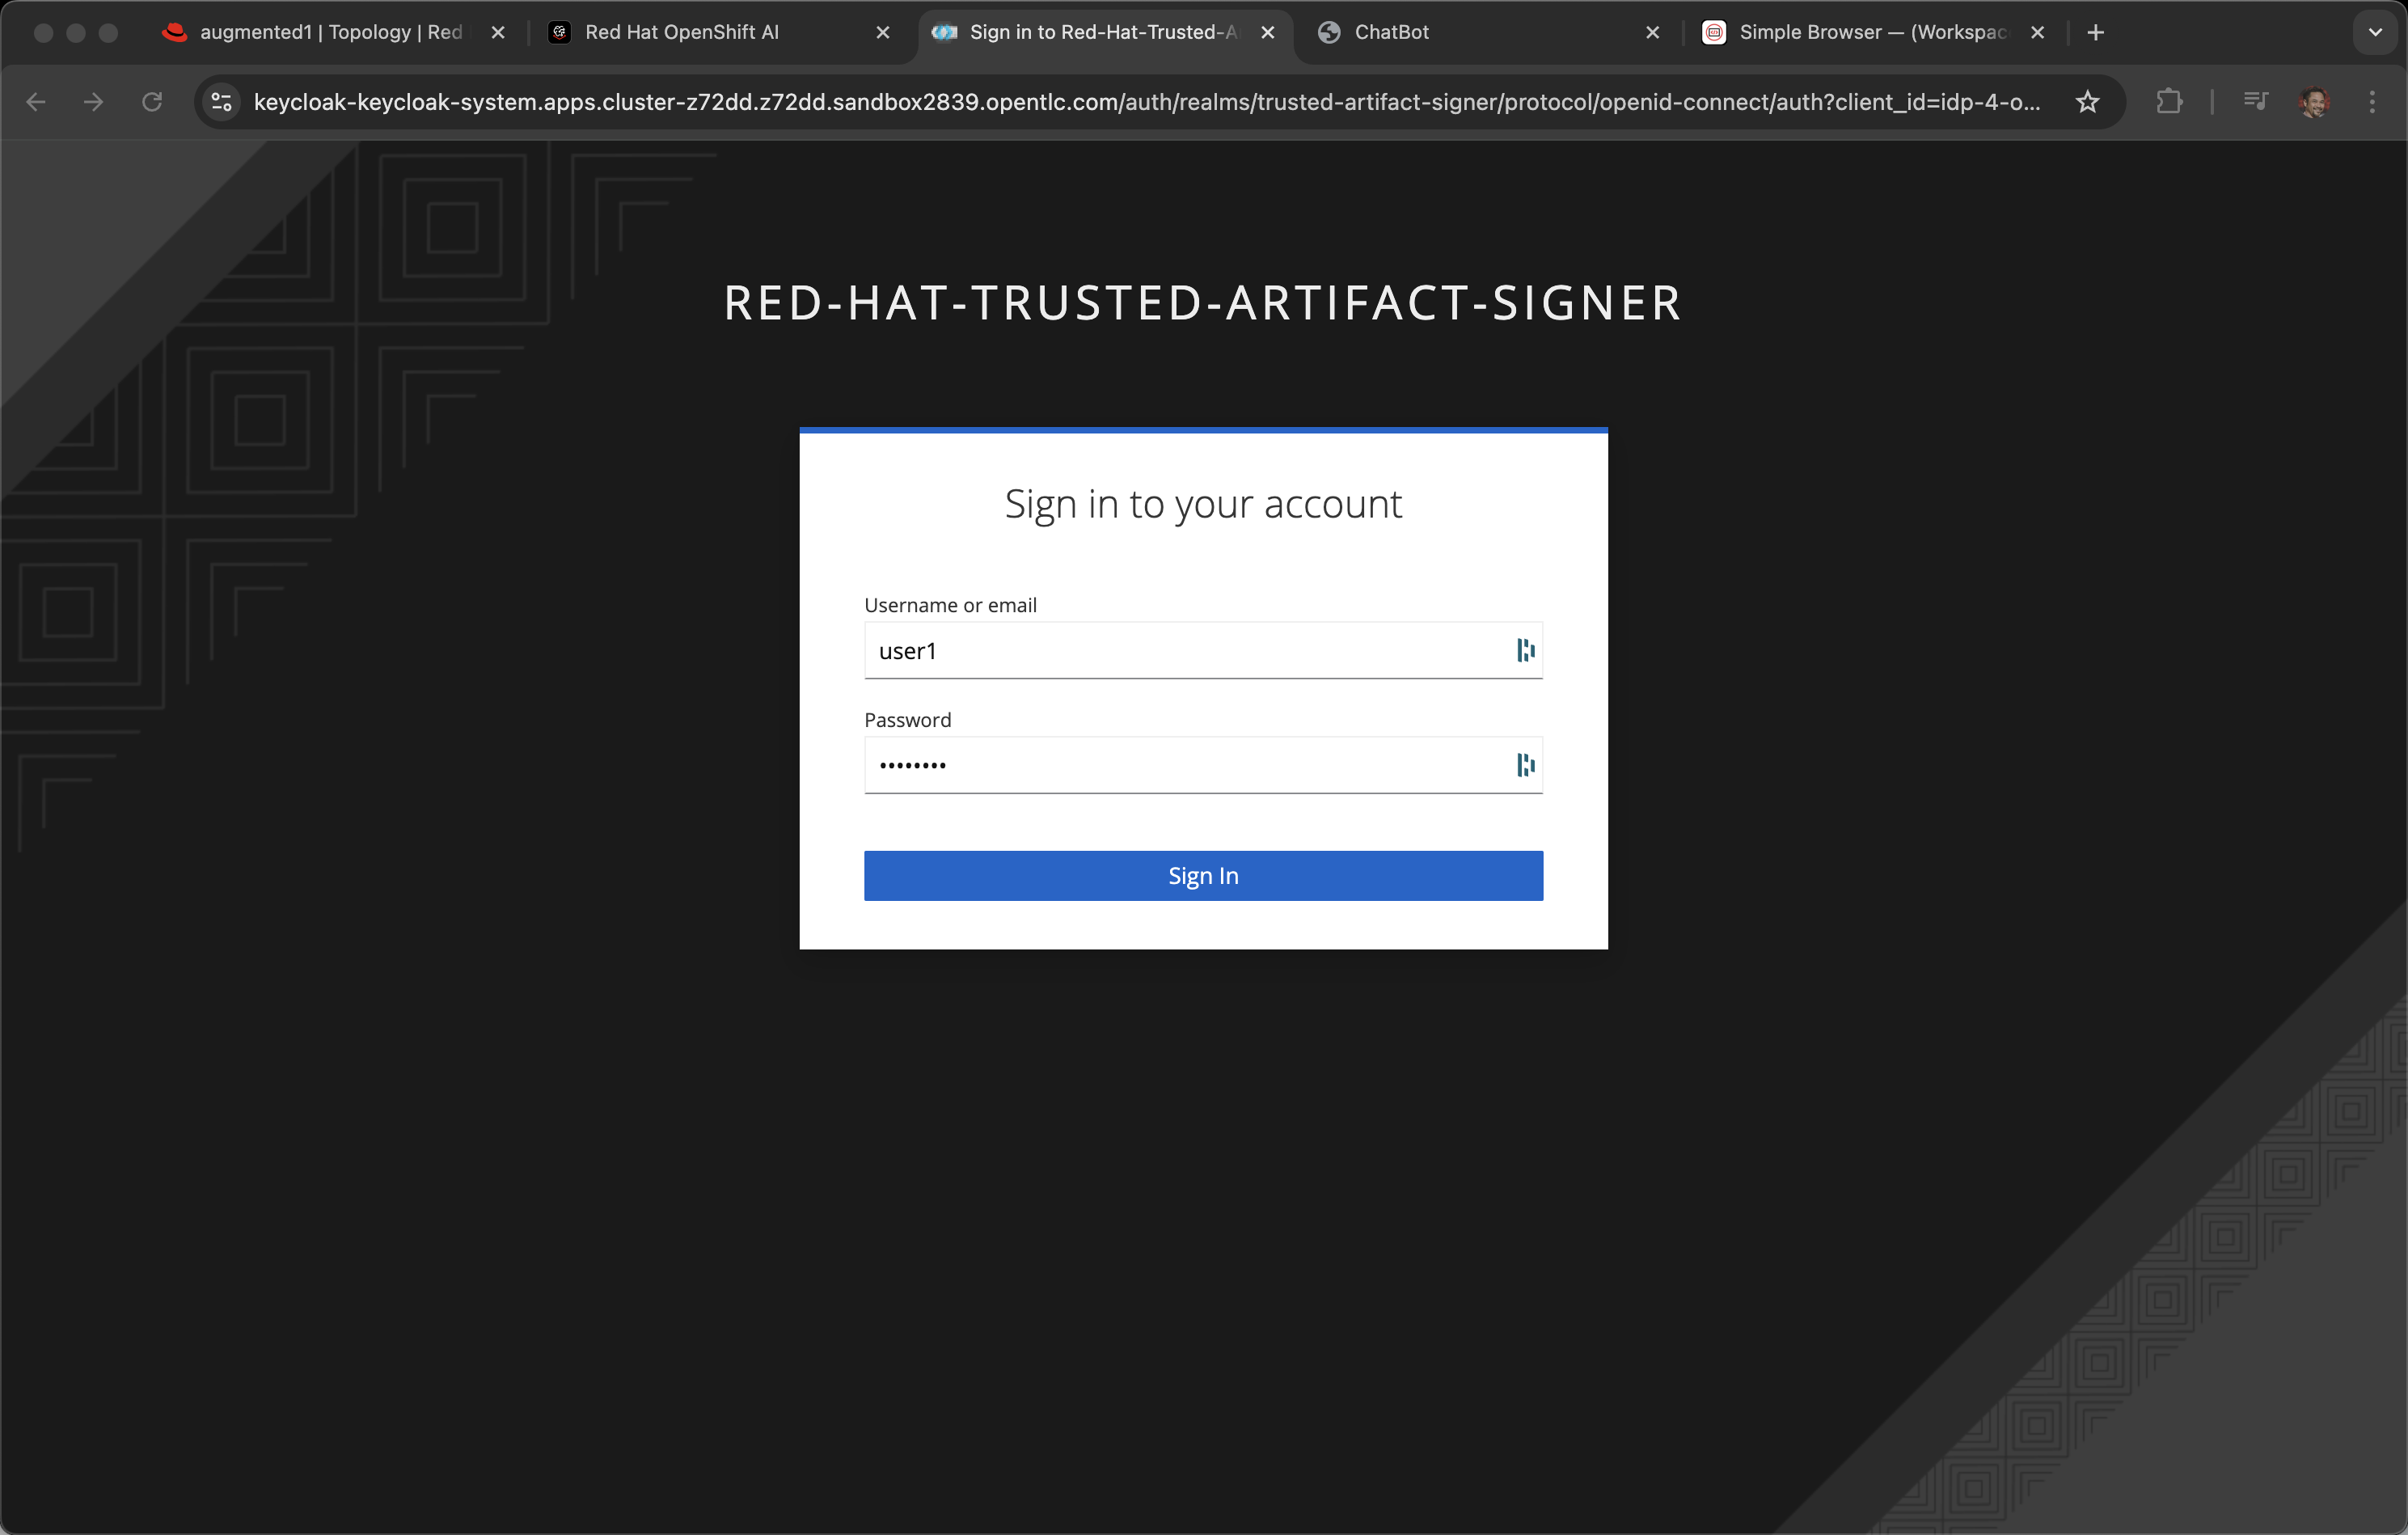 augmented1 | Topology | Red
Red Hat OpenShift AI
Sign in to Red-Hat-Trusted-A
ChatBot
Simple Browser — (Workspac
keycloak-keycloak-system.apps.cluster-z72dd.z72dd.sandbox2839.opentlc.com/auth/realms/trusted-artifact-signer/protocol/openid-connect/auth?client_id=idp-4-o...
RED-HAT-TRUSTED-ARTIFACT-SIGNER
Sign in to your account
Username or email
user1
Password
••••••••
Sign In